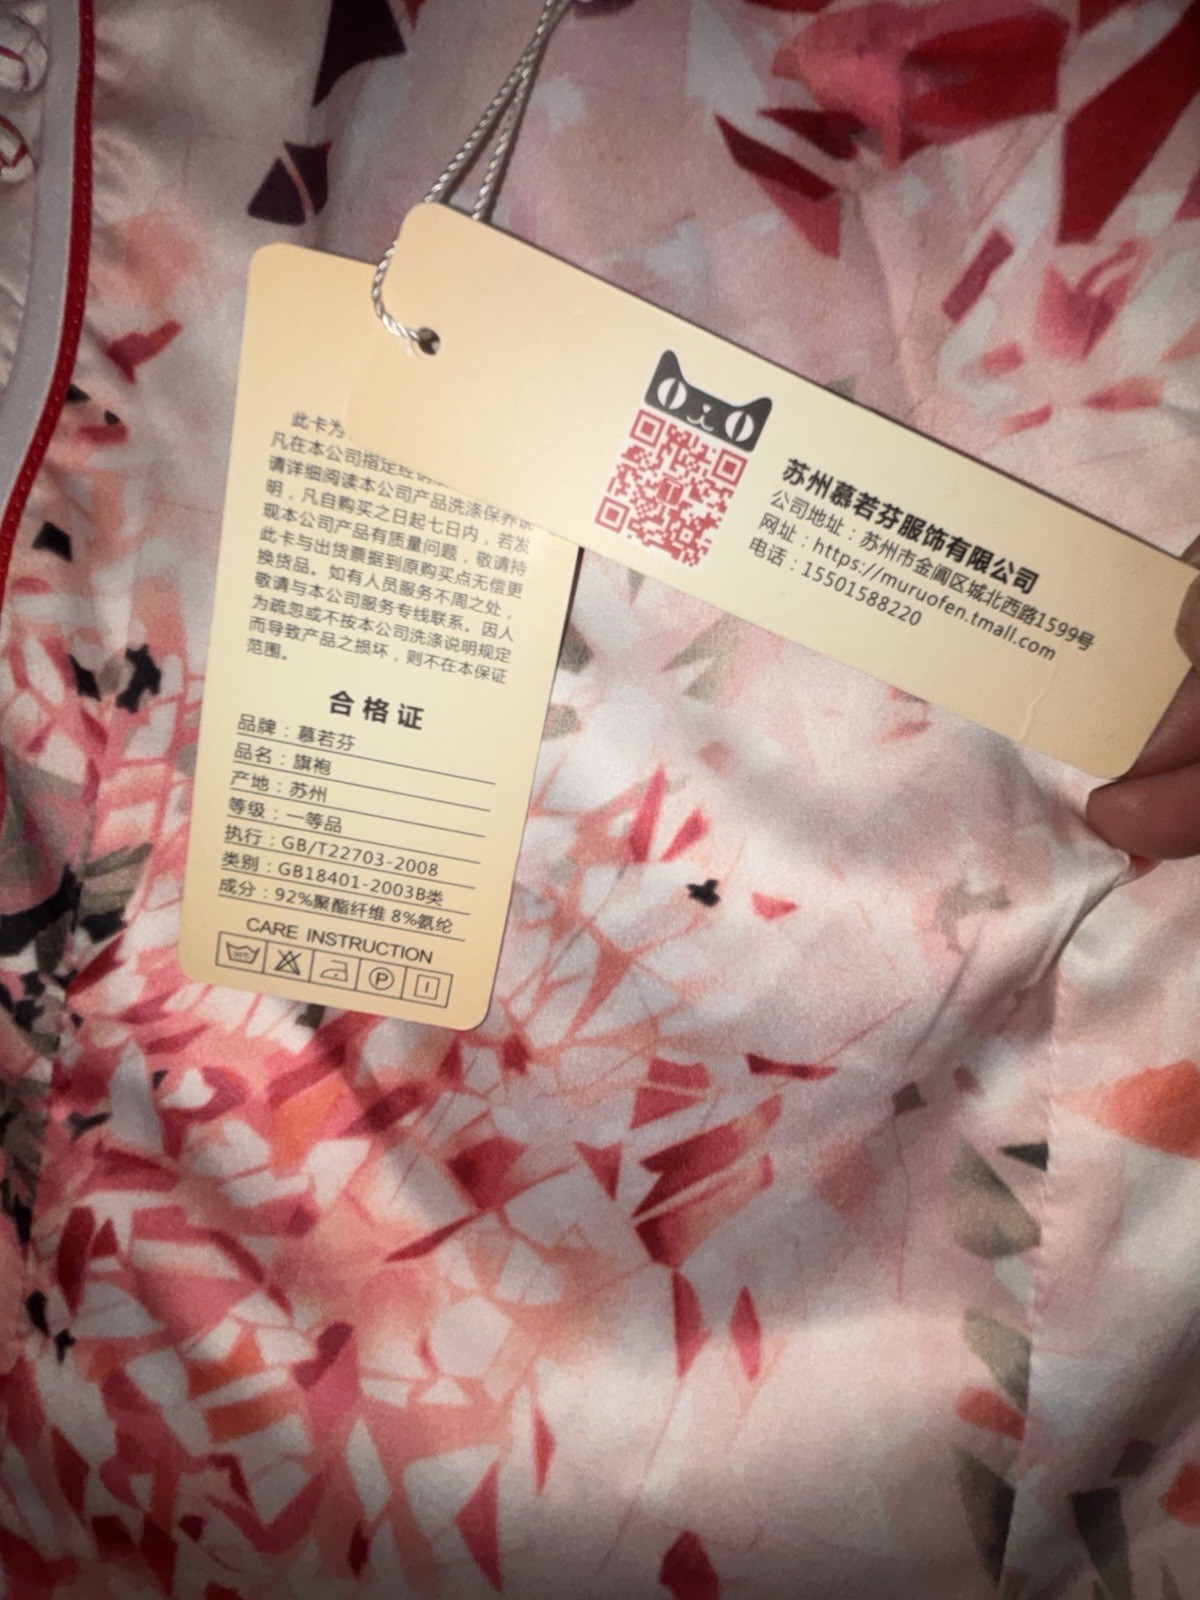 此卡为
凡在本公司指定经销
请详细阅读本公司产品洗涤保养说
明，凡自购买之日起七日内，若发
现本公司产品有质量问题，敬请持
此卡与出货票据到原购买点无偿更
换货品。如有人员服务不周之处，
敬请与本公司服务专线联系。因人
为疏忽或不按本公司洗涤说明规定
而导致产品之损坏，则不在本保证
范围。
合格证
品牌：慕若芬
品名：旗袍
产地：苏州
等级：一等品
执行：GB/T22703-2008
类别：GB18401-2003B类
成分：92%聚酯纤维 8%氨纶
CARE INSTRUCTION
P
苏州慕若芬服饰有限公司
公司地址：苏州市金阊区城北西路1599号
网址：https://muruofen.tmall.com
电话：15501588220